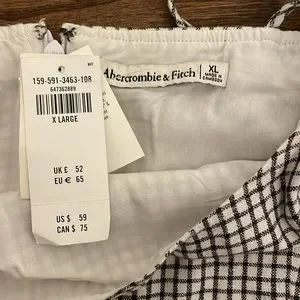 159-591-3463-108
647362889
X LARGE
UK £ 52
EU € 65
US $ 59
CAN $ 75
Abercrombie & Fitch
XL
MADE IN
CAMBODIA